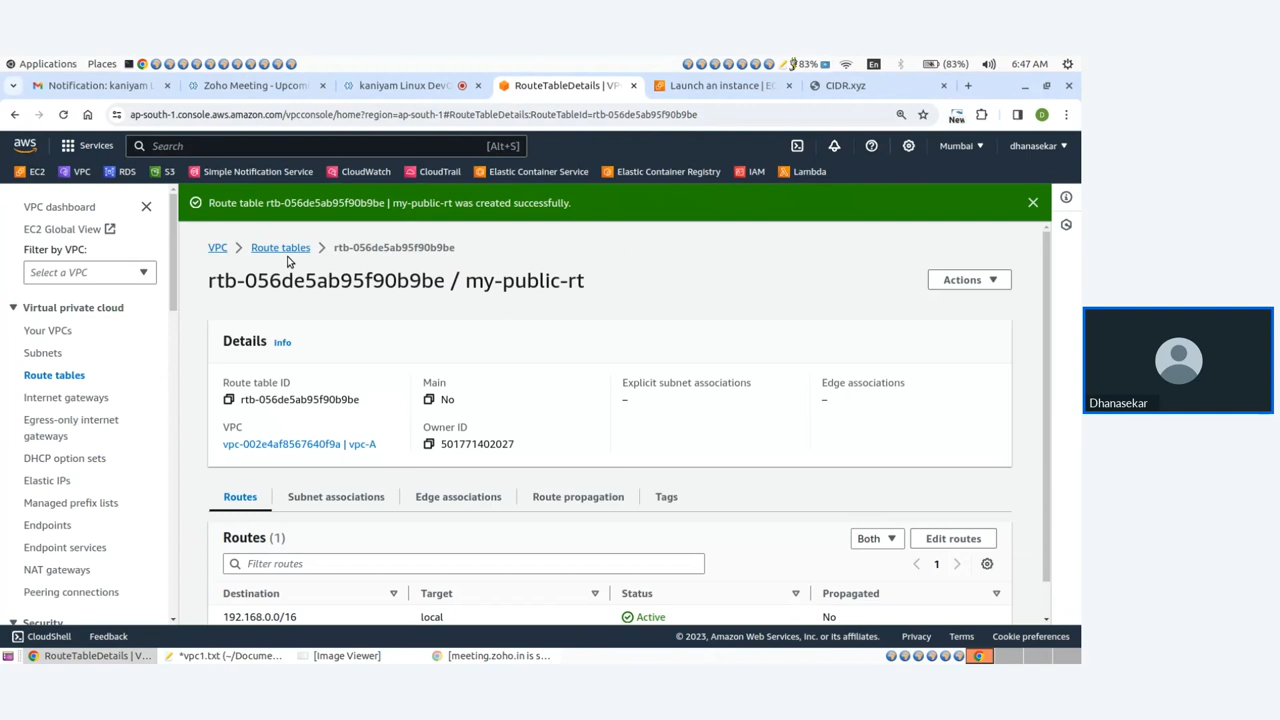 Applications Places 83% En (83%) 6:47 AM
Notification: kaniyam L Zoho Meeting - Upcomi kaniyam Linux DevO RouteTableDetails | VP Launch an instance | EC CIDR.xyz
ap-south-1.console.aws.amazon.com/vpcconsole/home?region=ap-south-1#RouteTableDetails:RouteTableId=rtb-056de5ab95f90b9be New D
aws Services Search [Alt+S] Mumbai dhanasekar
EC2 VPC RDS S3 Simple Notification Service CloudWatch CloudTrail Elastic Container Service Elastic Container Registry IAM Lambda
VPC dashboard
EC2 Global View
Filter by VPC:
Select a VPC
Virtual private cloud
Your VPCs
Subnets
Route tables
Internet gateways
Egress-only internet
gateways
DHCP option sets
Elastic IPs
Managed prefix lists
Endpoints
Endpoint services
NAT gateways
Peering connections
Security
Route table rtb-056de5ab95f90b9be | my-public-rt was created successfully.
VPC Route tables rtb-056de5ab95f90b9be
rtb-056de5ab95f90b9be / my-public-rt
Actions
Details Info
Route table ID
rtb-056de5ab95f90b9be
Main
No
Explicit subnet associations
–
Edge associations
–
VPC
vpc-002e4af8567640f9a | vpc-A
Owner ID
501771402027
Routes Subnet associations Edge associations Route propagation Tags
Routes (1)
Both Edit routes
Filter routes
1
Destination Target Status Propagated
192.168.0.0/16 local Active No
CloudShell Feedback © 2023, Amazon Web Services, Inc. or its affiliates. Privacy Terms Cookie preferences
RouteTableDetails | V... *vpc1.txt (~/Docume... [Image Viewer] [meeting.zoho.in is s...
Dhanasekar